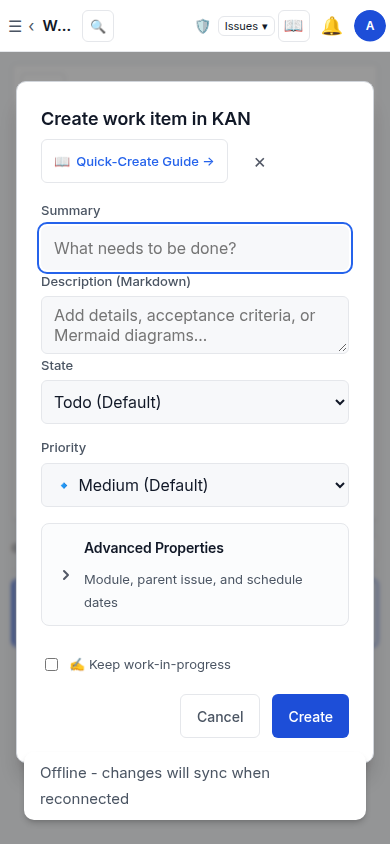 W...
Issues ▾
A
Create work item in KAN
Quick-Create Guide →
✕
Summary
What needs to be done?
Description (Markdown)
Add details, acceptance criteria, or
Mermaid diagrams...
State
Todo (Default)
Priority
🔹 Medium (Default)
Advanced Properties
Module, parent issue, and schedule
dates
✍️ Keep work-in-progress
Cancel
Create
Offline - changes will sync when
reconnected